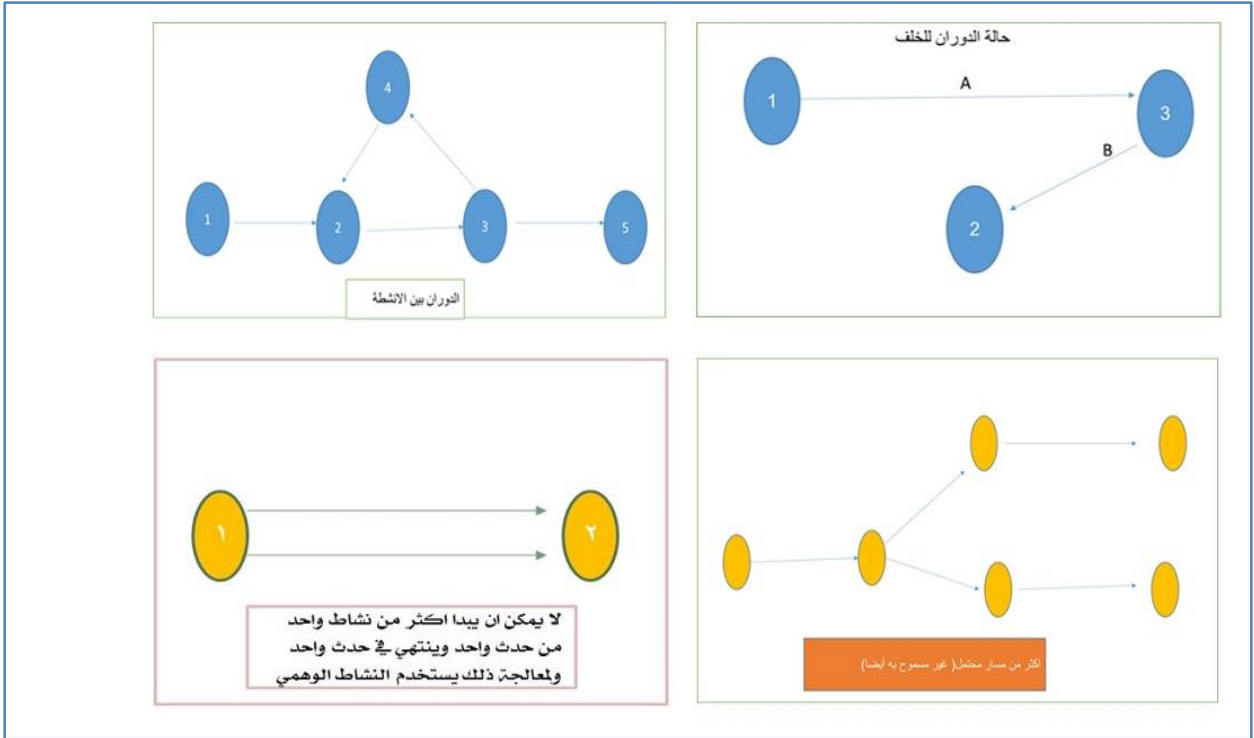 حالة الدوران للخلف
1
A
3
B
2
4
1
2
3
5
الدوران بين الانشطة
١
٢
لا يمكن ان يبدا اكثر من نشاط واحد
من حدث واحد وينتهي في حدث واحد
ولمعالجة ذلك يستخدم النشاط الوهمي
اكثر من مسار محتمل( غير مسموح به أيضا)